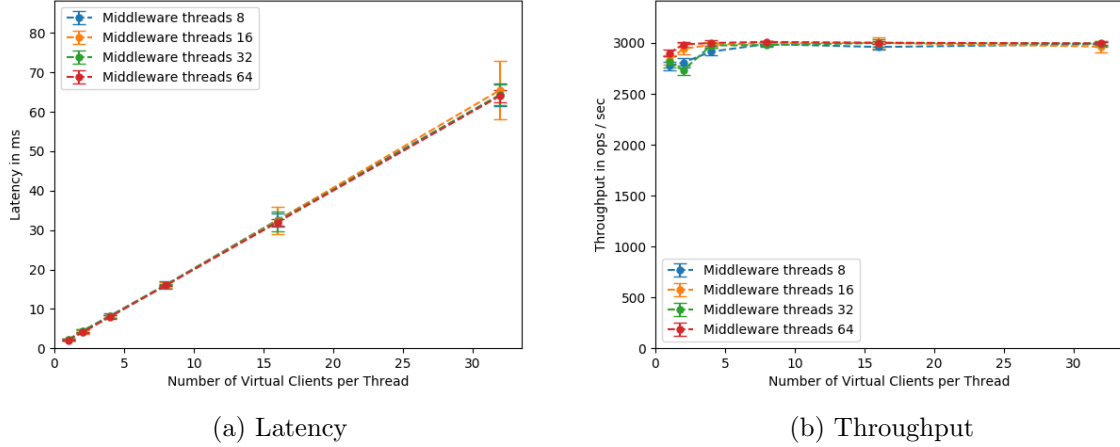 80
70
60
50
40
30
20
10
0
Latency in ms
Middleware threads 8
Middleware threads 16
Middleware threads 32
Middleware threads 64
0 5 10 15 20 25 30
Number of Virtual Clients per Thread
(a) Latency
3000
2500
2000
1500
1000
500
0
Throughput in ops / sec
Middleware threads 8
Middleware threads 16
Middleware threads 32
Middleware threads 64
0 5 10 15 20 25 30
Number of Virtual Clients per Thread
(b) Throughput